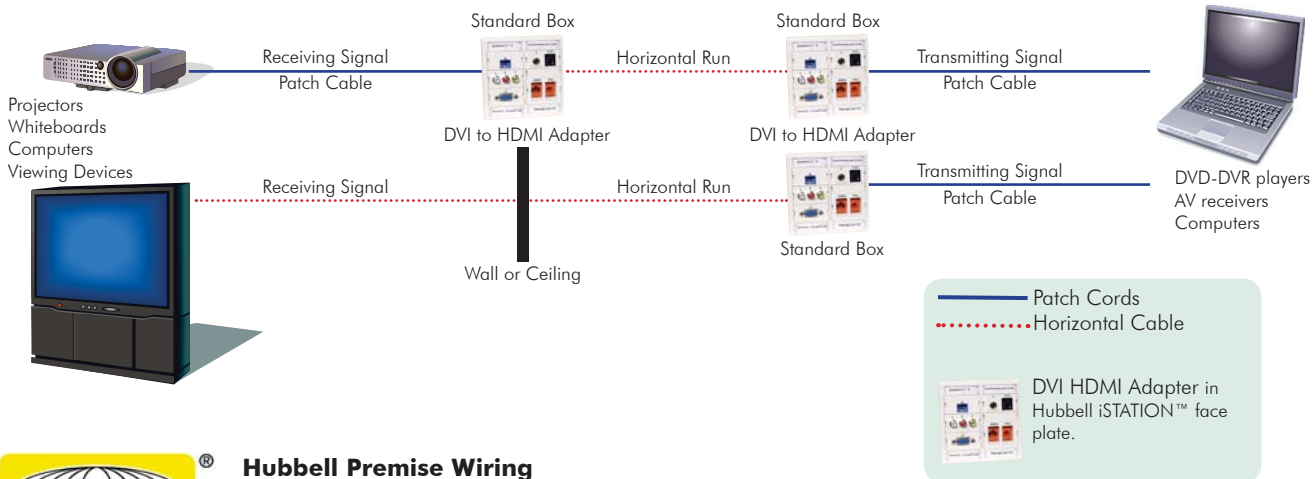 Standard Box
Standard Box
Receiving Signal
Patch Cable
Horizontal Run
Transmitting Signal
Patch Cable
Projectors
Whiteboards
Computers
Viewing Devices
DVI to HDMI Adapter
DVI to HDMI Adapter
Receiving Signal
Horizontal Run
Transmitting Signal
Patch Cable
DVD-DVR players
AV receivers
Computers
Standard Box
Wall or Ceiling
Patch Cords
Horizontal Cable
DVI HDMI Adapter in
Hubbell iSTATION™ face
plate.
®
Hubbell Premise Wiring